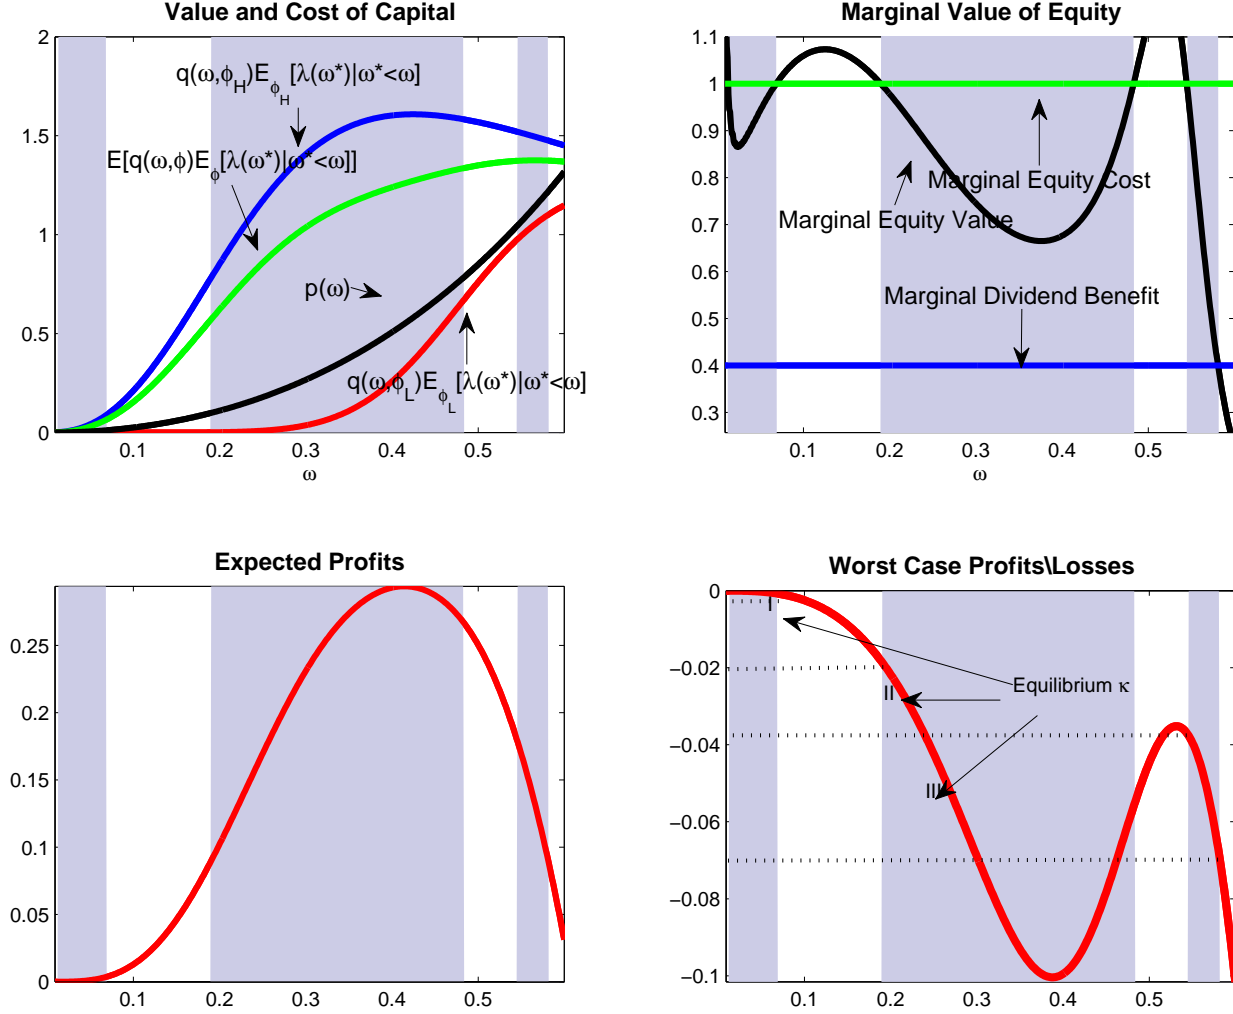 Value and Cost of Capital
2
1.5
1
0.5
0
q(ω,ϕ_H)E_ϕ_H[λ(ω*)|ω*<ω]
E[q(ω,ϕ)E_ϕ[λ(ω*)|ω*<ω]]
p(ω)
q(ω,ϕ_L)E_ϕ_L[λ(ω*)|ω*<ω]
0.1 0.2 0.3 0.4 0.5
ω
Marginal Value of Equity
1.1
1
0.9
0.8
0.7
0.6
0.5
0.4
0.3
Marginal Equity Cost
Marginal Equity Value
Marginal Dividend Benefit
0.1 0.2 0.3 0.4 0.5
ω
Expected Profits
0.25
0.2
0.15
0.1
0.05
0
0.1 0.2 0.3 0.4 0.5
Worst Case Profits\Losses
0
−0.02
−0.04
−0.06
−0.08
−0.1
I
II
III
Equilibrium κ
0.1 0.2 0.3 0.4 0.5